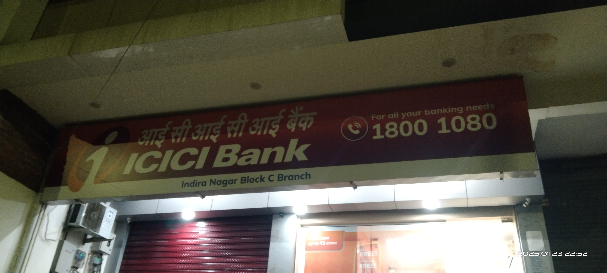 आई सी आई सी आई बैंक
ICICI Bank
For all your banking needs
1800 1080
Indira Nagar Block C Branch